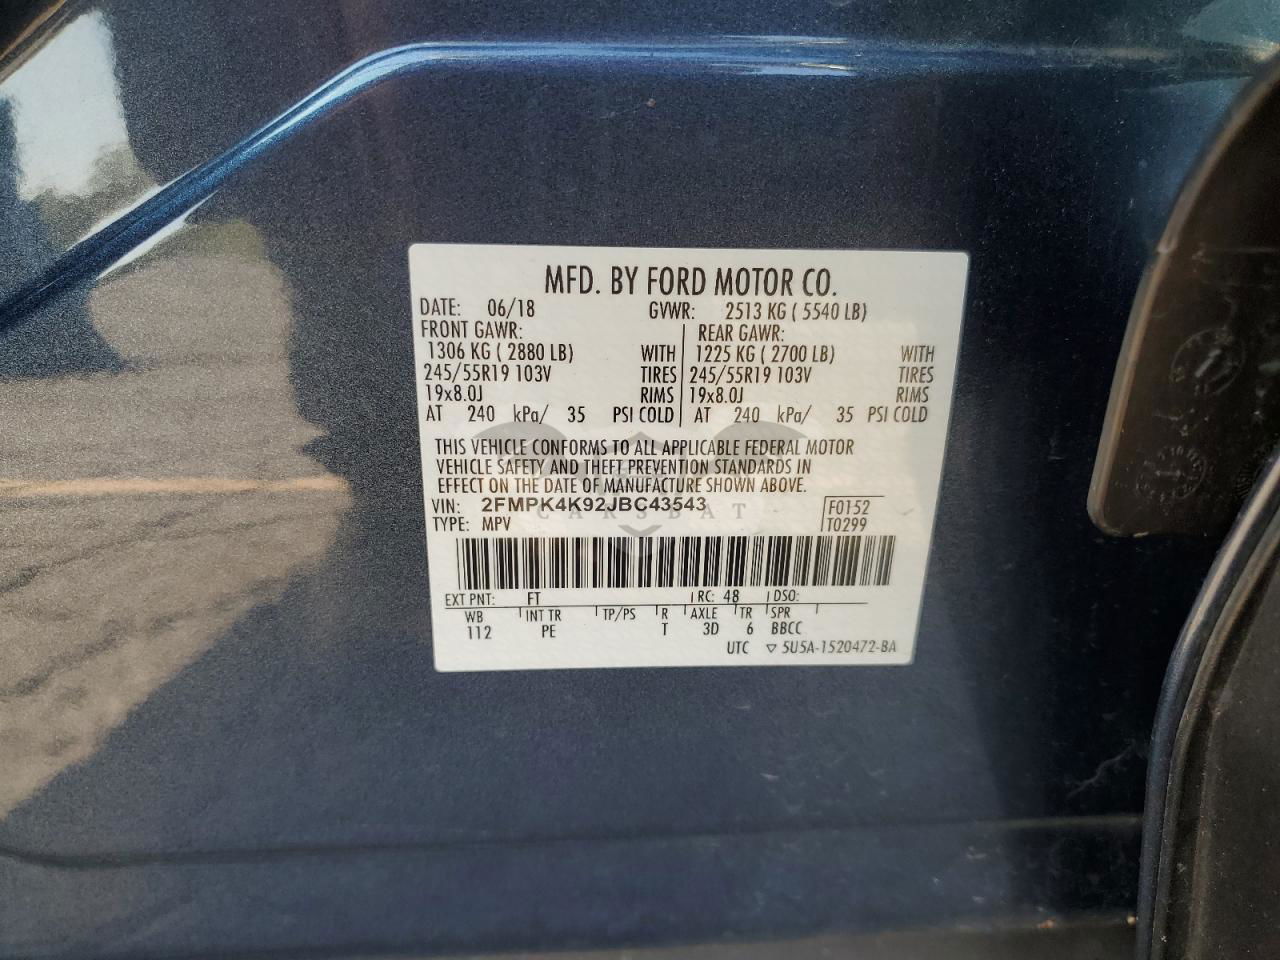 MFD. BY FORD MOTOR CO.
DATE: 06/18 GVWR: 2513 KG ( 5540 LB)
FRONT GAWR: REAR GAWR:
1306 KG ( 2880 LB) WITH 1225 KG ( 2700 LB) WITH
245/55R19 103V TIRES 245/55R19 103V TIRES
19x8.0J RIMS 19x8.0J RIMS
AT 240 kPa/ 35 PSI COLD AT 240 kPa/ 35 PSI COLD
THIS VEHICLE CONFORMS TO ALL APPLICABLE FEDERAL MOTOR
VEHICLE SAFETY AND THEFT PREVENTION STANDARDS IN
EFFECT ON THE DATE OF MANUFACTURE SHOWN ABOVE.
VIN: 2FMPK4K92JBC43543 F0152
CARSBAT
TYPE: MPV T0299
EXT PNT: FT RC: 48 DSO:
WB INT TR TP/PS R AXLE TR SPR
112 PE T 3D 6 BBCC
UTC ▽ 5U5A-1520472-BA